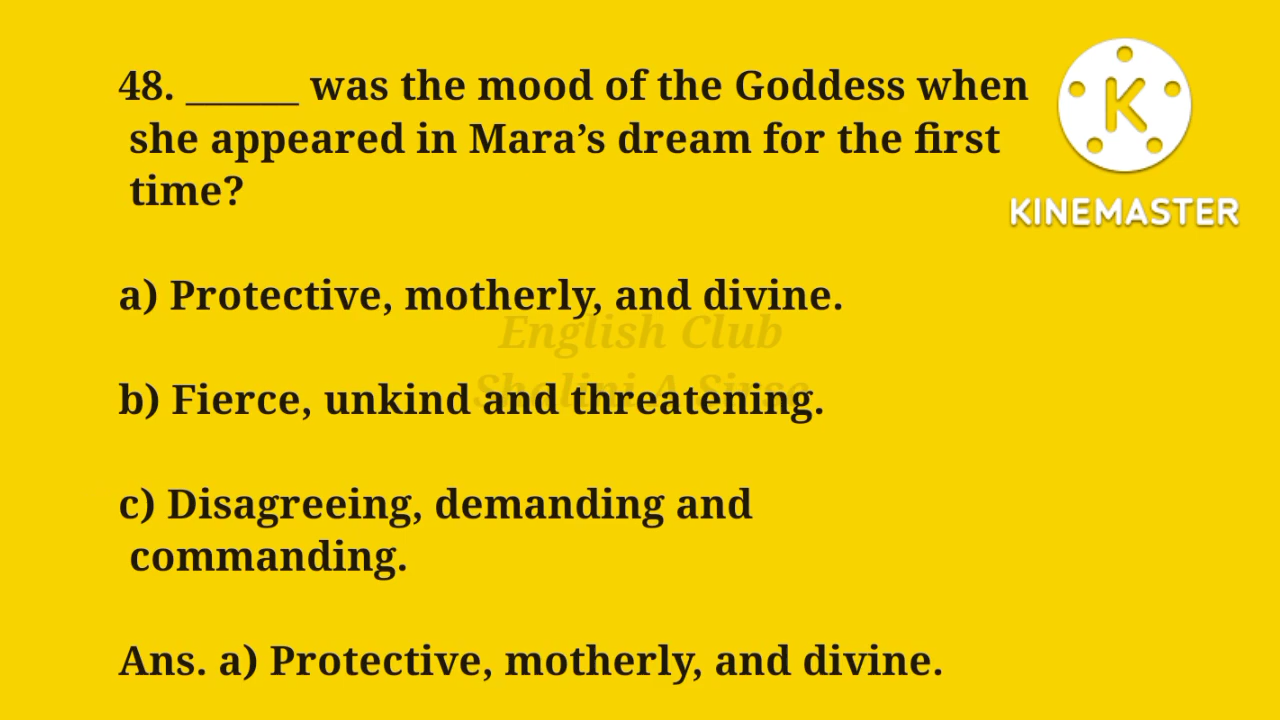 48. ______ was the mood of the Goddess when
she appeared in Mara’s dream for the first
time?
KINEMASTER
a) Protective, motherly, and divine.
English Club
b) Fierce, unkind and threatening.
c) Disagreeing, demanding and
commanding.
Ans. a) Protective, motherly, and divine.